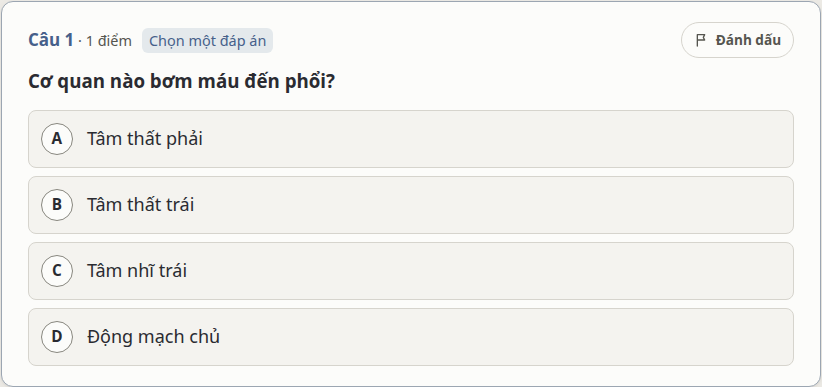 Câu 1 · 1 điểm Chọn một đáp án Đánh dấu
Cơ quan nào bơm máu đến phổi?
A Tâm thất phải
B Tâm thất trái
C Tâm nhĩ trái
D Động mạch chủ